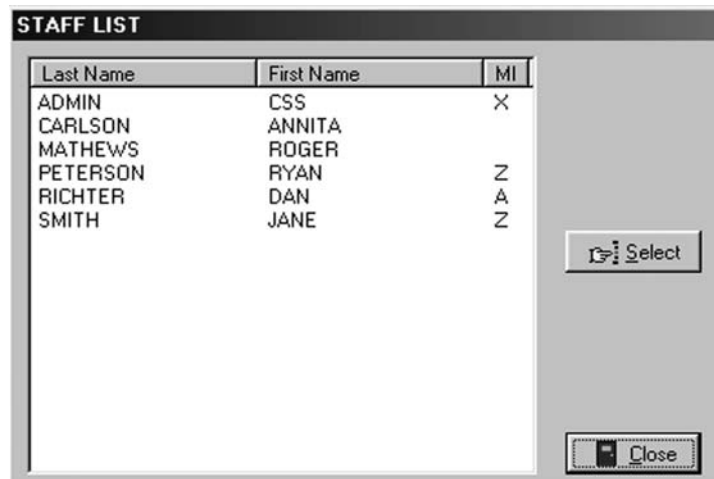 STAFF LIST
Last Name First Name MI
ADMIN CSS X
CARLSON ANNITA
MATHEWS ROGER
PETERSON RYAN Z
RICHTER DAN A
SMITH JANE Z
Select
Close